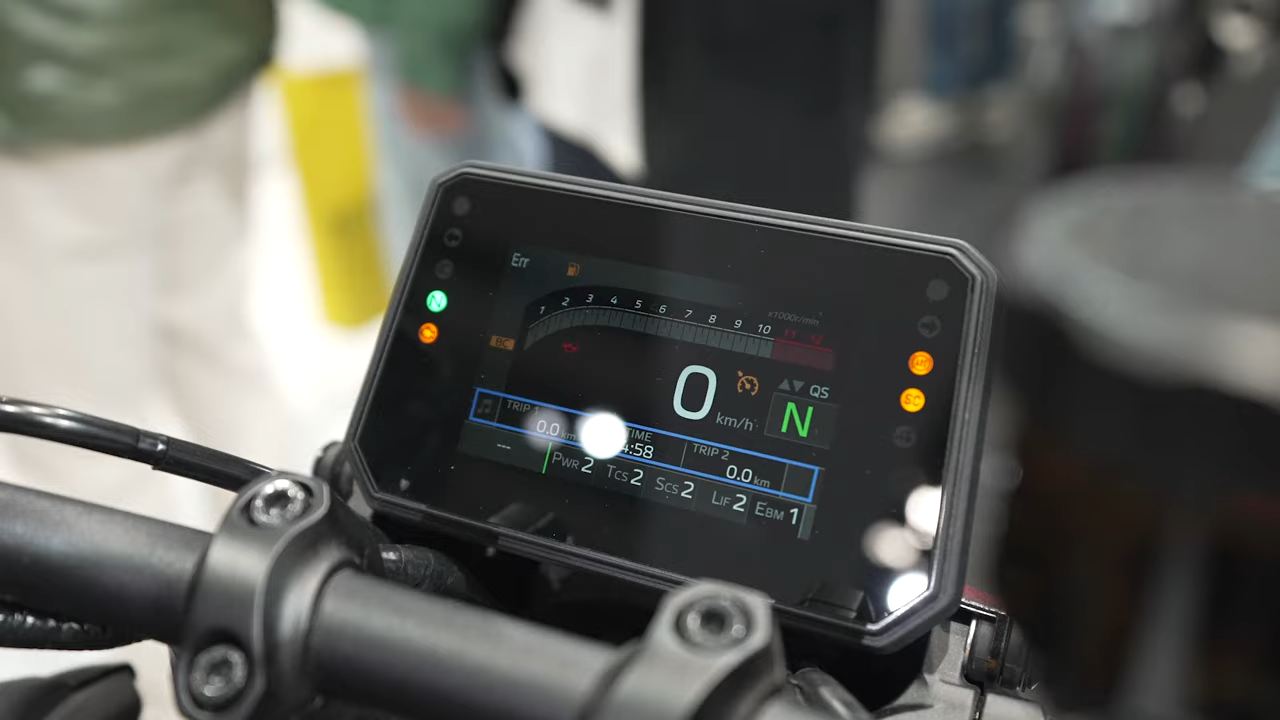 Err
1 2 3 4 5 6 7 8 9 10
x1000r/min
BC
0 km/h
QS
N
N
TRIP 1
0.0 km
TIME
4:58
TRIP 2
0.0 km
---
PWR 2 TCS 2 SCS 2 LIF 2 EBM 1
SC